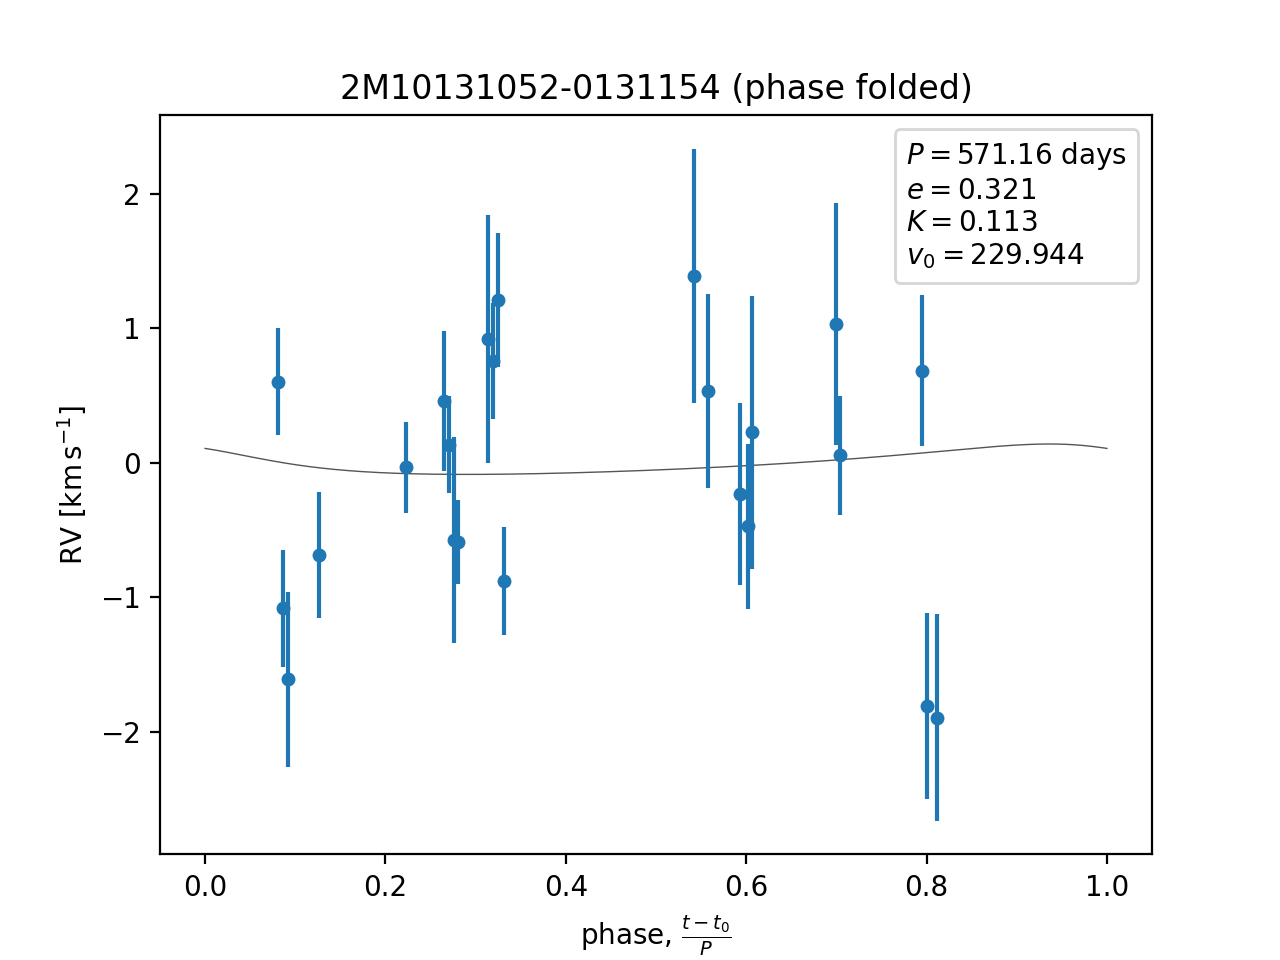 2M10131052-0131154 (phase folded)
P = 571.16 days
e = 0.321
K = 0.113
v₀ = 229.944
RV [km s⁻¹]
2
1
0
−1
−2
0.0 0.2 0.4 0.6 0.8 1.0
phase, (t − t₀)/P